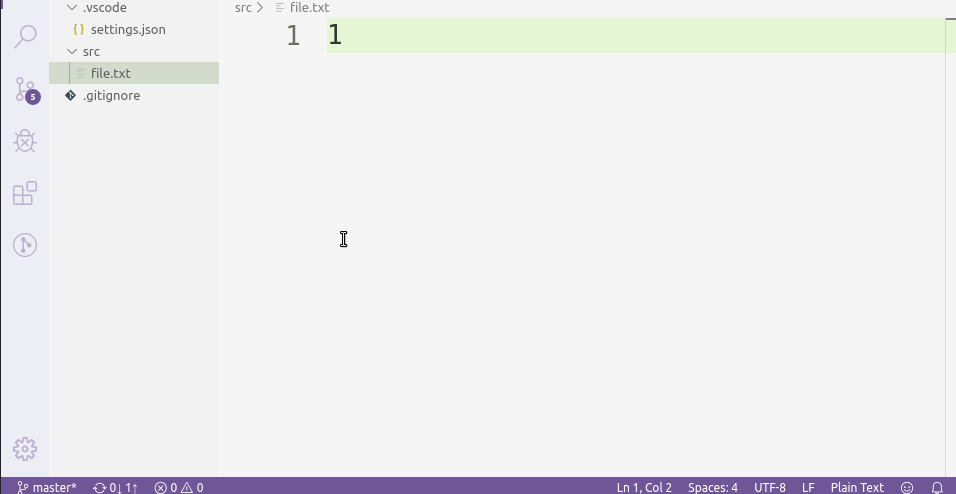 .vscode
src > file.txt
{} settings.json
1 1
src
file.txt
5
.gitignore
master* 0↓ 1↑ 0 0 Ln 1, Col 2 Spaces: 4 UTF-8 LF Plain Text